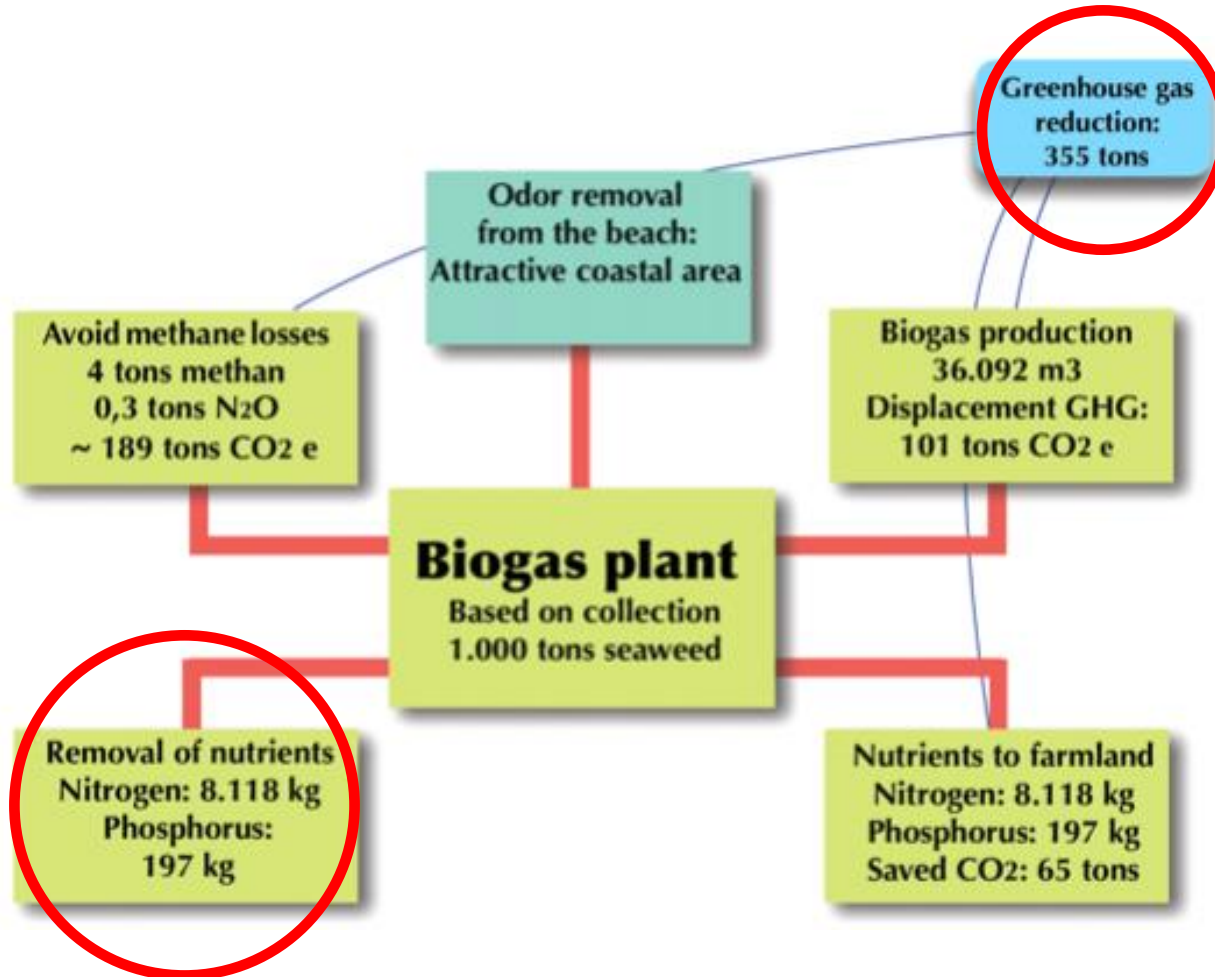 Greenhouse gas
reduction:
355 tons
Odor removal
from the beach:
Attractive coastal area
Avoid methane losses
4 tons methan
0,3 tons N2O
~ 189 tons CO2 e
Biogas production
36.092 m3
Displacement GHG:
101 tons CO2 e
Biogas plant
Based on collection
1.000 tons seaweed
Removal of nutrients
Nitrogen: 8.118 kg
Phosphorus:
197 kg
Nutrients to farmland
Nitrogen: 8.118 kg
Phosphorus: 197 kg
Saved CO2: 65 tons